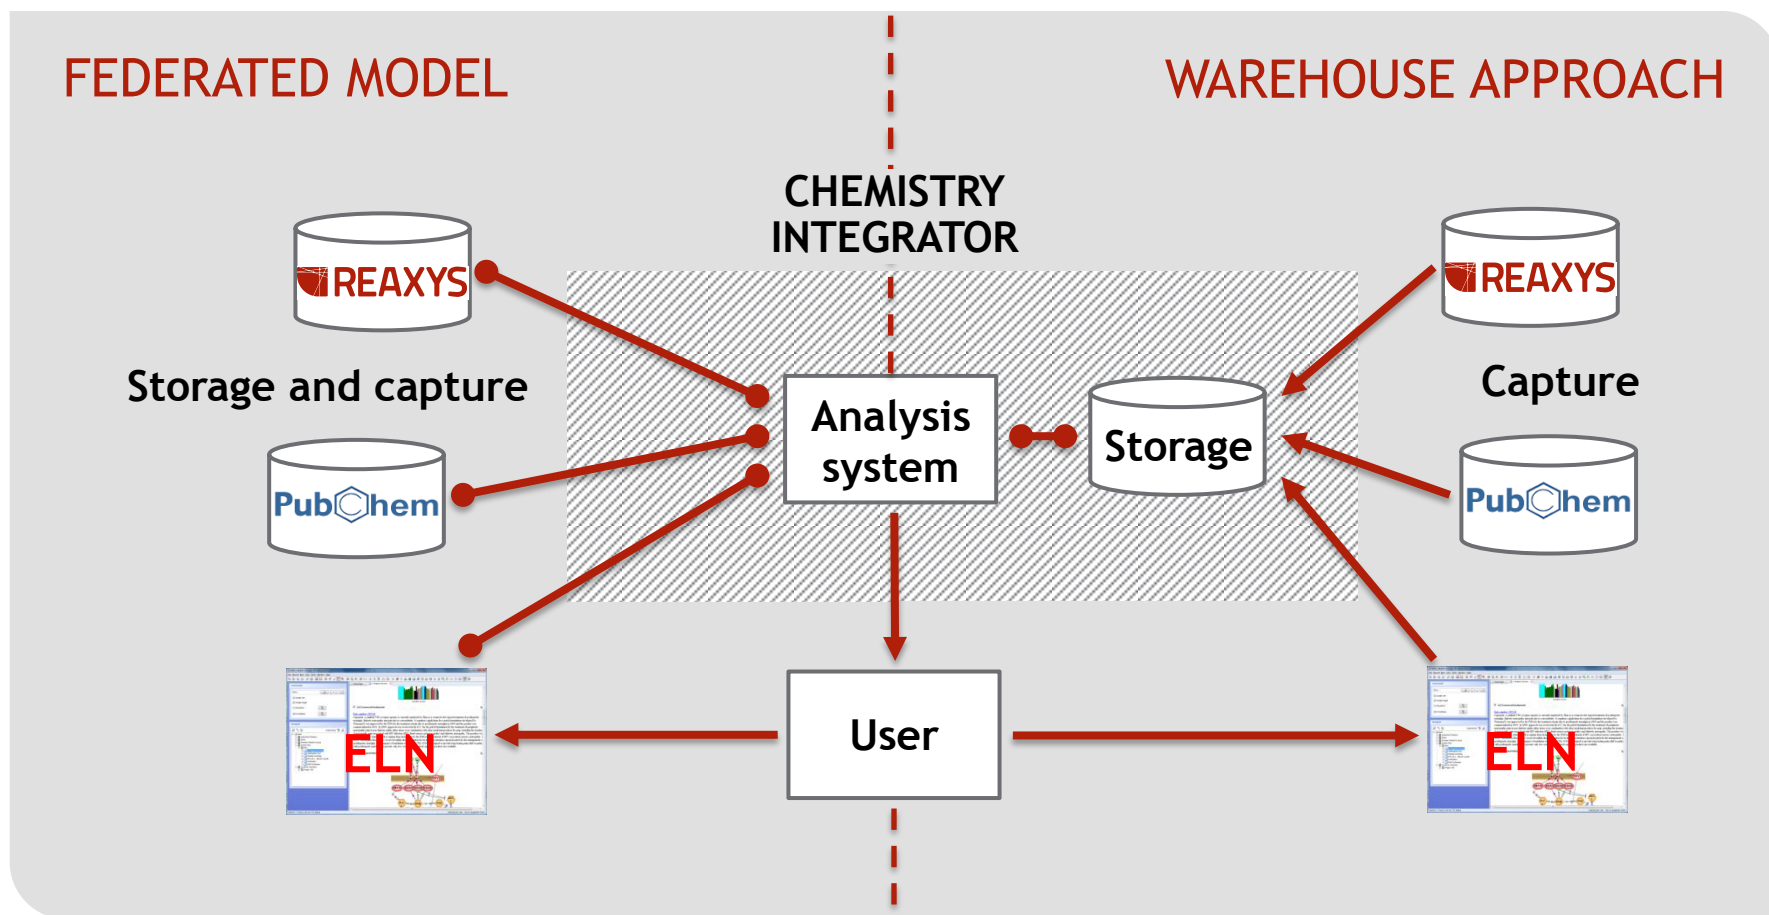 FEDERATED MODEL
WAREHOUSE APPROACH
CHEMISTRY
INTEGRATOR
REAXYS
REAXYS
Storage and capture
Capture
Analysis
system
Storage
PubChem
PubChem
ELN
User
ELN